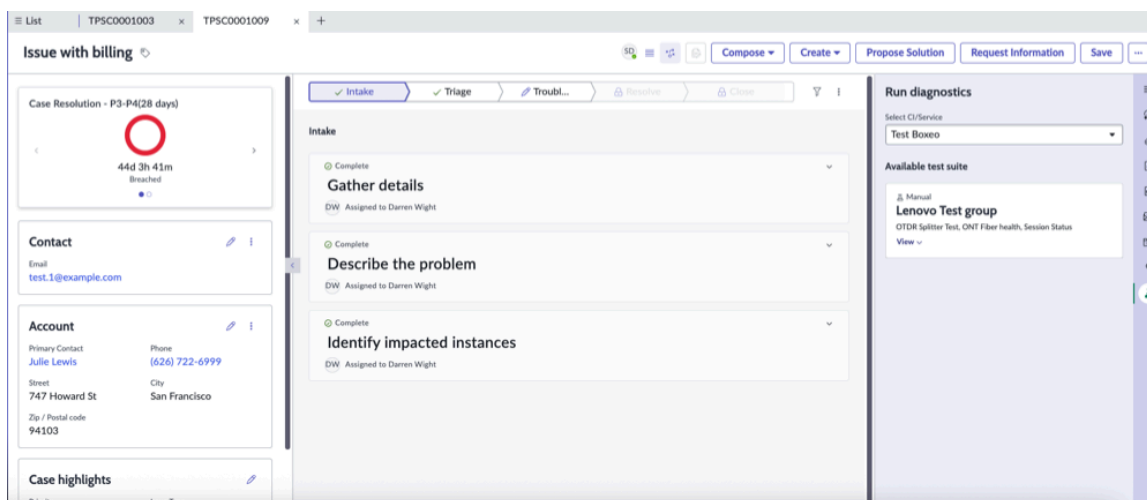 List
TPSC0001003
TPSC0001009
Issue with billing
SD
Compose
Create
Propose Solution
Request Information
Save
Case Resolution - P3-P4(28 days)
44d 3h 41m
Breached
Contact
Email
test.1@example.com
Account
Primary Contact
Phone
Julie Lewis
(626) 722-6999
Street
City
747 Howard St
San Francisco
Zip / Postal code
94103
Case highlights
Intake
Triage
Troubl...
Resolve
Close
Intake
Complete
Gather details
DW Assigned to Darren Wight
Complete
Describe the problem
DW Assigned to Darren Wight
Complete
Identify impacted instances
DW Assigned to Darren Wight
Run diagnostics
Select CI/Service
Test Boxeo
Available test suite
Manual
Lenovo Test group
OTDR Splitter Test, ONT Fiber health, Session Status
View